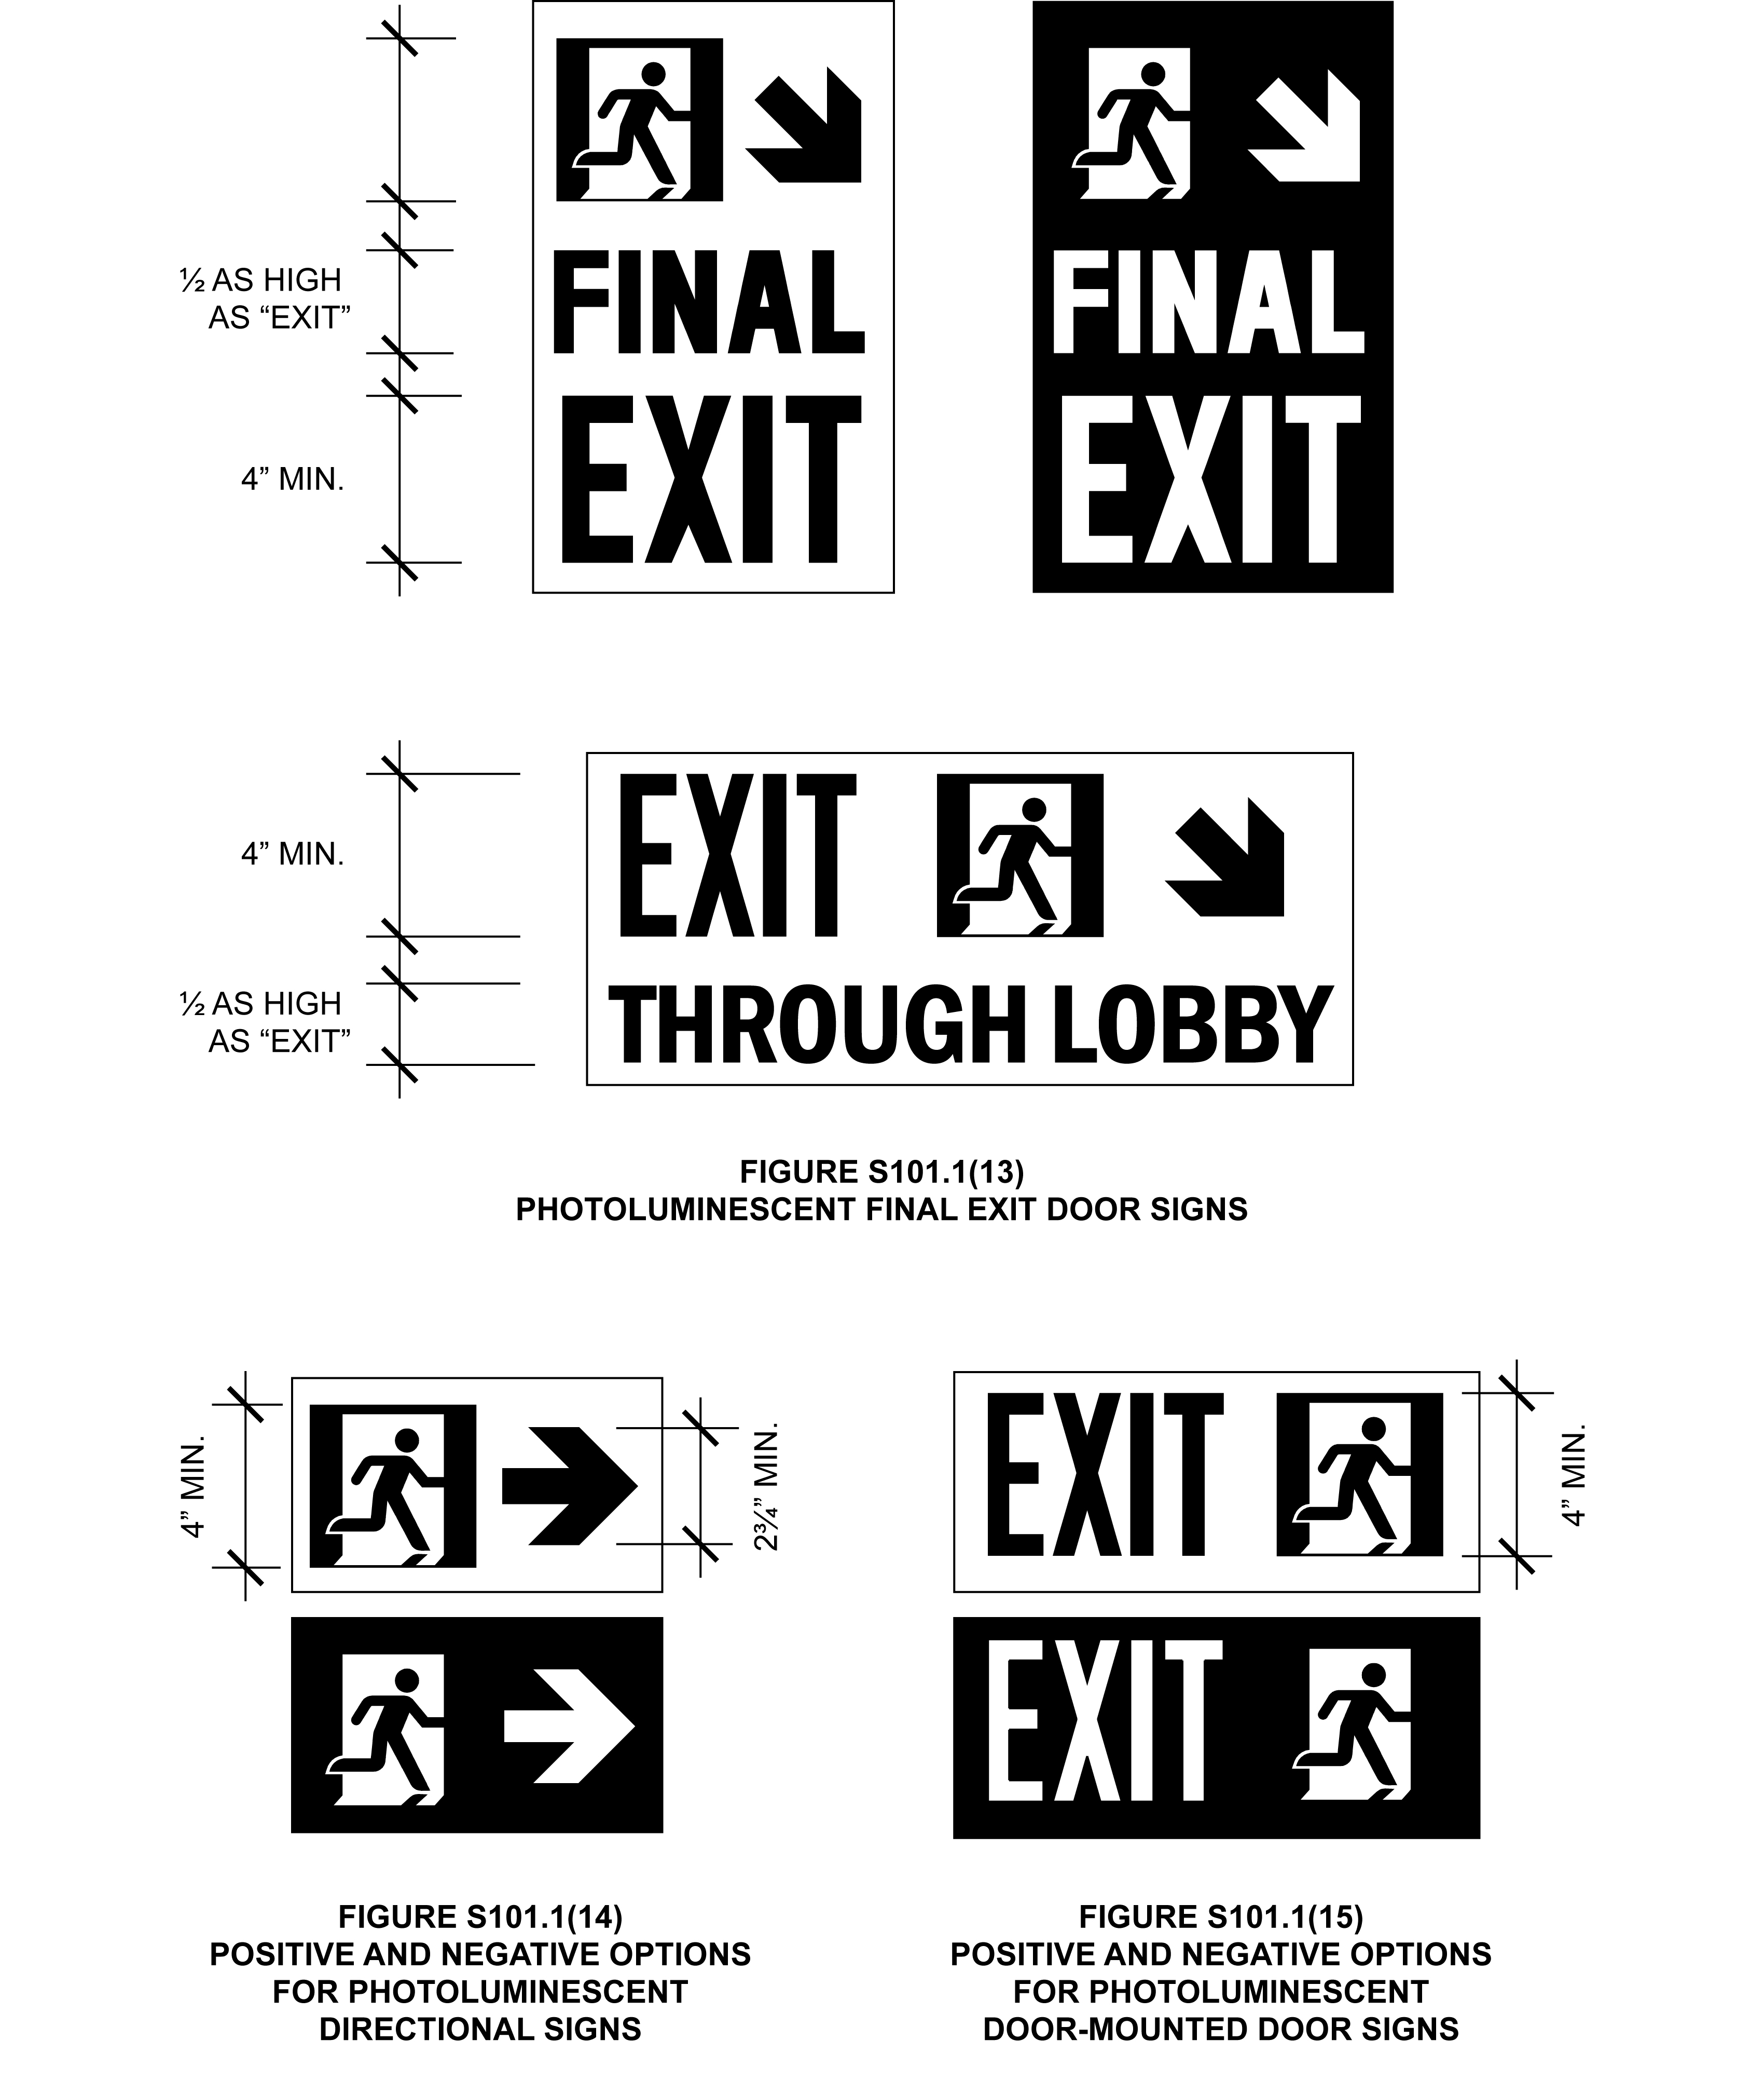 ½ AS HIGH
AS “EXIT”
4” MIN.
FINAL
EXIT
FINAL
EXIT
4” MIN.
½ AS HIGH
AS “EXIT”
EXIT
THROUGH LOBBY
FIGURE S101.1(13)
PHOTOLUMINESCENT FINAL EXIT DOOR SIGNS
4” MIN.
2¾” MIN.
EXIT
4” MIN.
EXIT
FIGURE S101.1(14)
POSITIVE AND NEGATIVE OPTIONS
FOR PHOTOLUMINESCENT
DIRECTIONAL SIGNS
FIGURE S101.1(15)
POSITIVE AND NEGATIVE OPTIONS
FOR PHOTOLUMINESCENT
DOOR-MOUNTED DOOR SIGNS